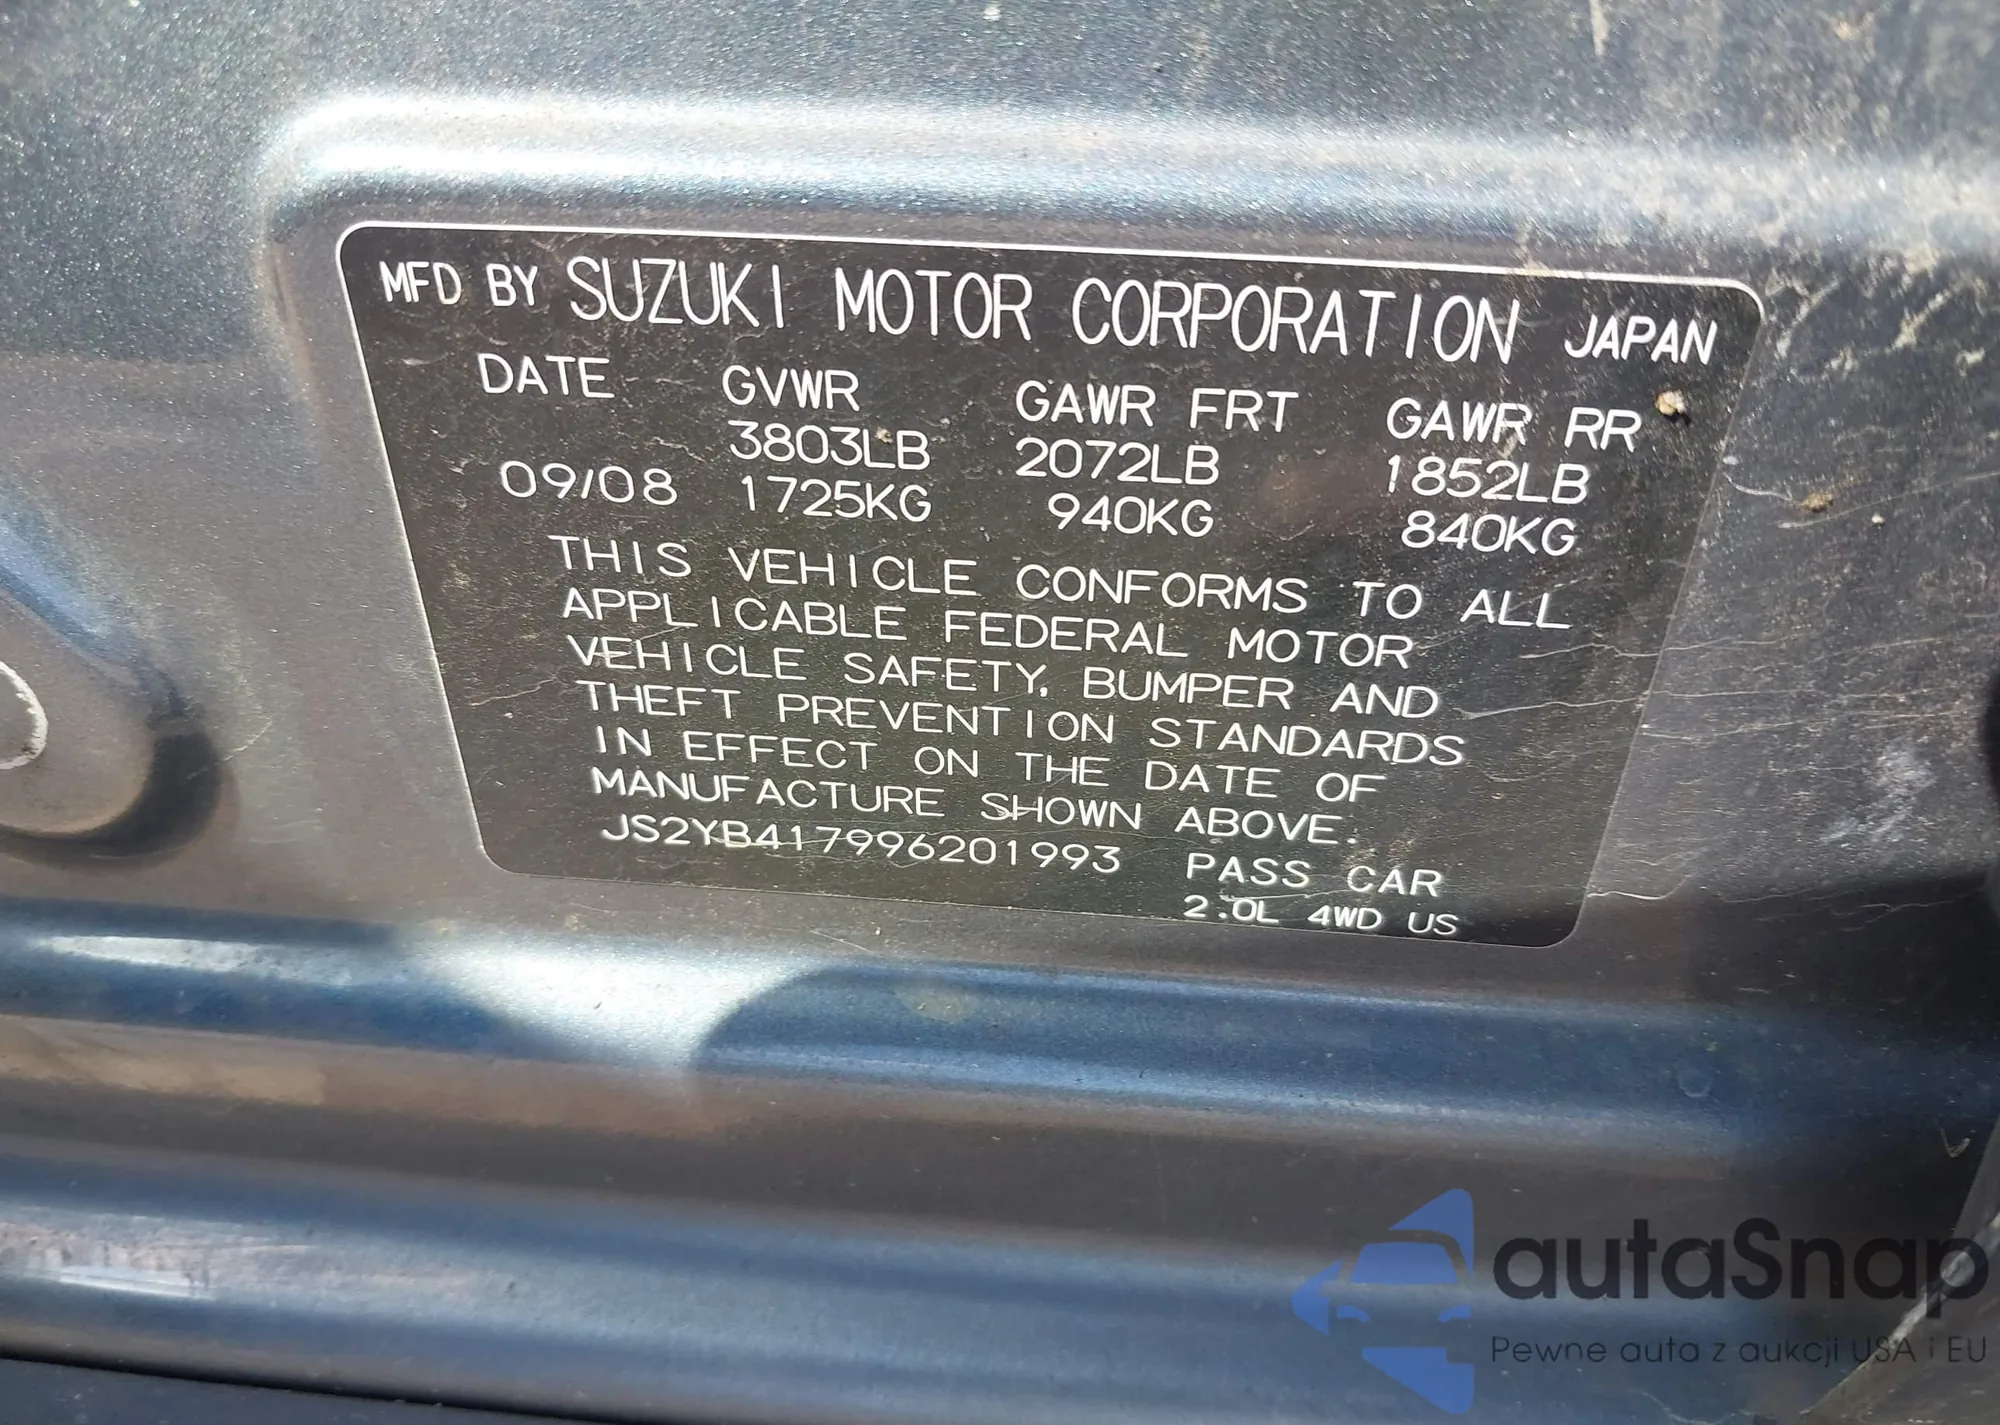 MFD BY SUZUKI MOTOR CORPORATION JAPAN
DATE GVWR GAWR FRT GAWR RR
3803LB 2072LB 1852LB
09/08 1725KG 940KG 840KG
THIS VEHICLE CONFORMS TO ALL
APPLICABLE FEDERAL MOTOR
VEHICLE SAFETY, BUMPER AND
THEFT PREVENTION STANDARDS
IN EFFECT ON THE DATE OF
MANUFACTURE SHOWN ABOVE.
JS2YB417996201993 PASS CAR
2.0L 4WD US
autaSnap
Pewne auta z aukcji USA i EU